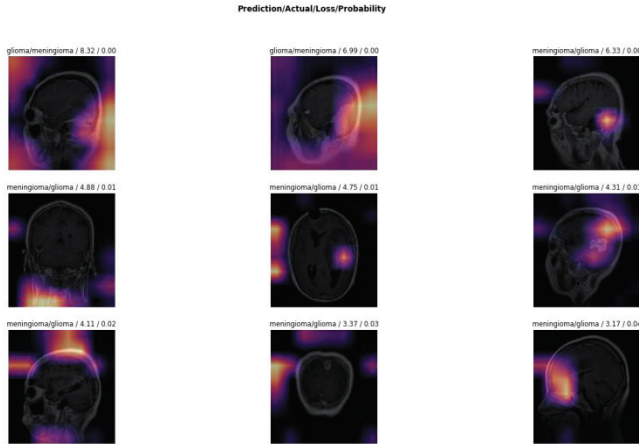 Prediction/Actual/Loss/Probability
glioma/meningioma / 8.32 / 0.00
glioma/meningioma / 6.99 / 0.00
meningioma/glioma / 6.33 / 0.00
meningioma/glioma / 4.88 / 0.01
meningioma/glioma / 4.75 / 0.01
meningioma/glioma / 4.31 / 0.01
meningioma/glioma / 4.11 / 0.02
meningioma/glioma / 3.37 / 0.03
meningioma/glioma / 3.17 / 0.04